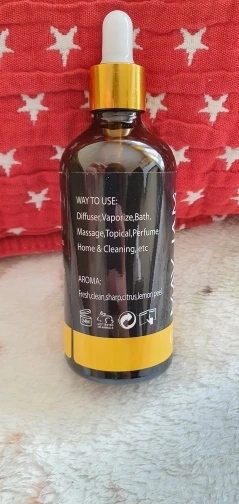 WAY TO USE:
Diffuser,Vaporize,Bath,
Massage,Topical,Perfume,
Home & Cleaning,etc
AROMA:
Fresh,clean,sharp,citrus,lemon peel
MAYJAM